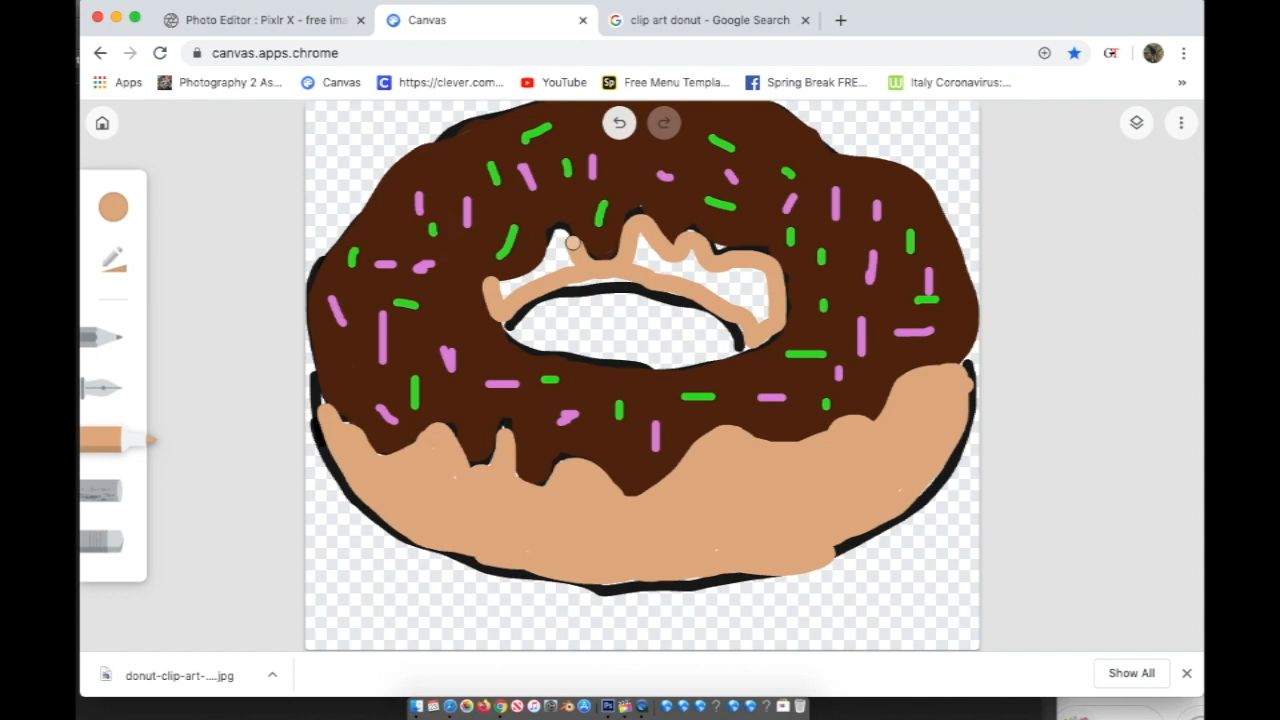 Photo Editor : Pixlr X - free ima
Canvas
clip art donut - Google Search
canvas.apps.chrome
Apps
Photography 2 As...
Canvas
https://clever.com...
YouTube
Free Menu Templa...
Spring Break FRE...
Italy Coronavirus:...
donut-clip-art-....jpg
Show All